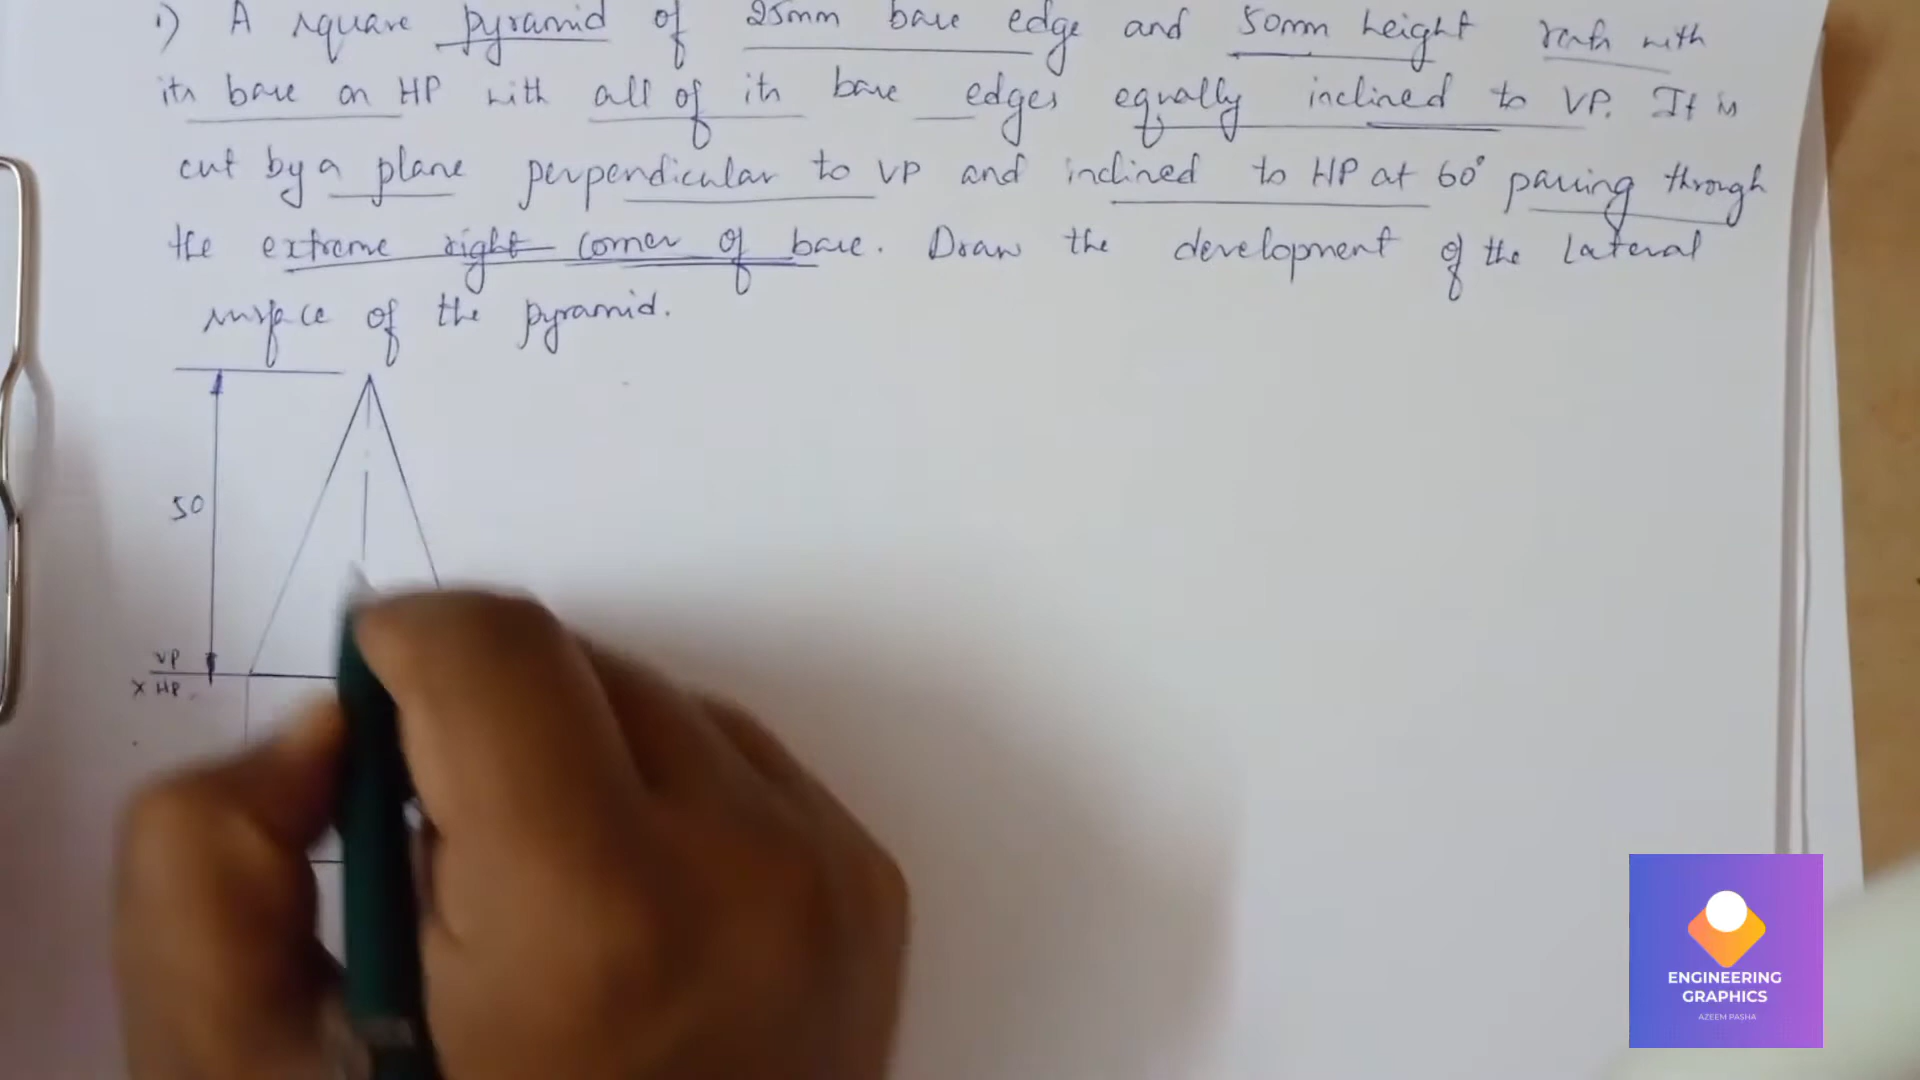 1) A square pyramid of 25mm base edge and 50mm height rests with
its base on HP with all of its base edges equally inclined to VP. It is
cut by a plane perpendicular to VP and inclined to HP at 60° passing through
the extreme right corner of base. Draw the development of the lateral
surface of the pyramid.
50
VP
X HP
ENGINEERING
GRAPHICS
AZEEM PASHA